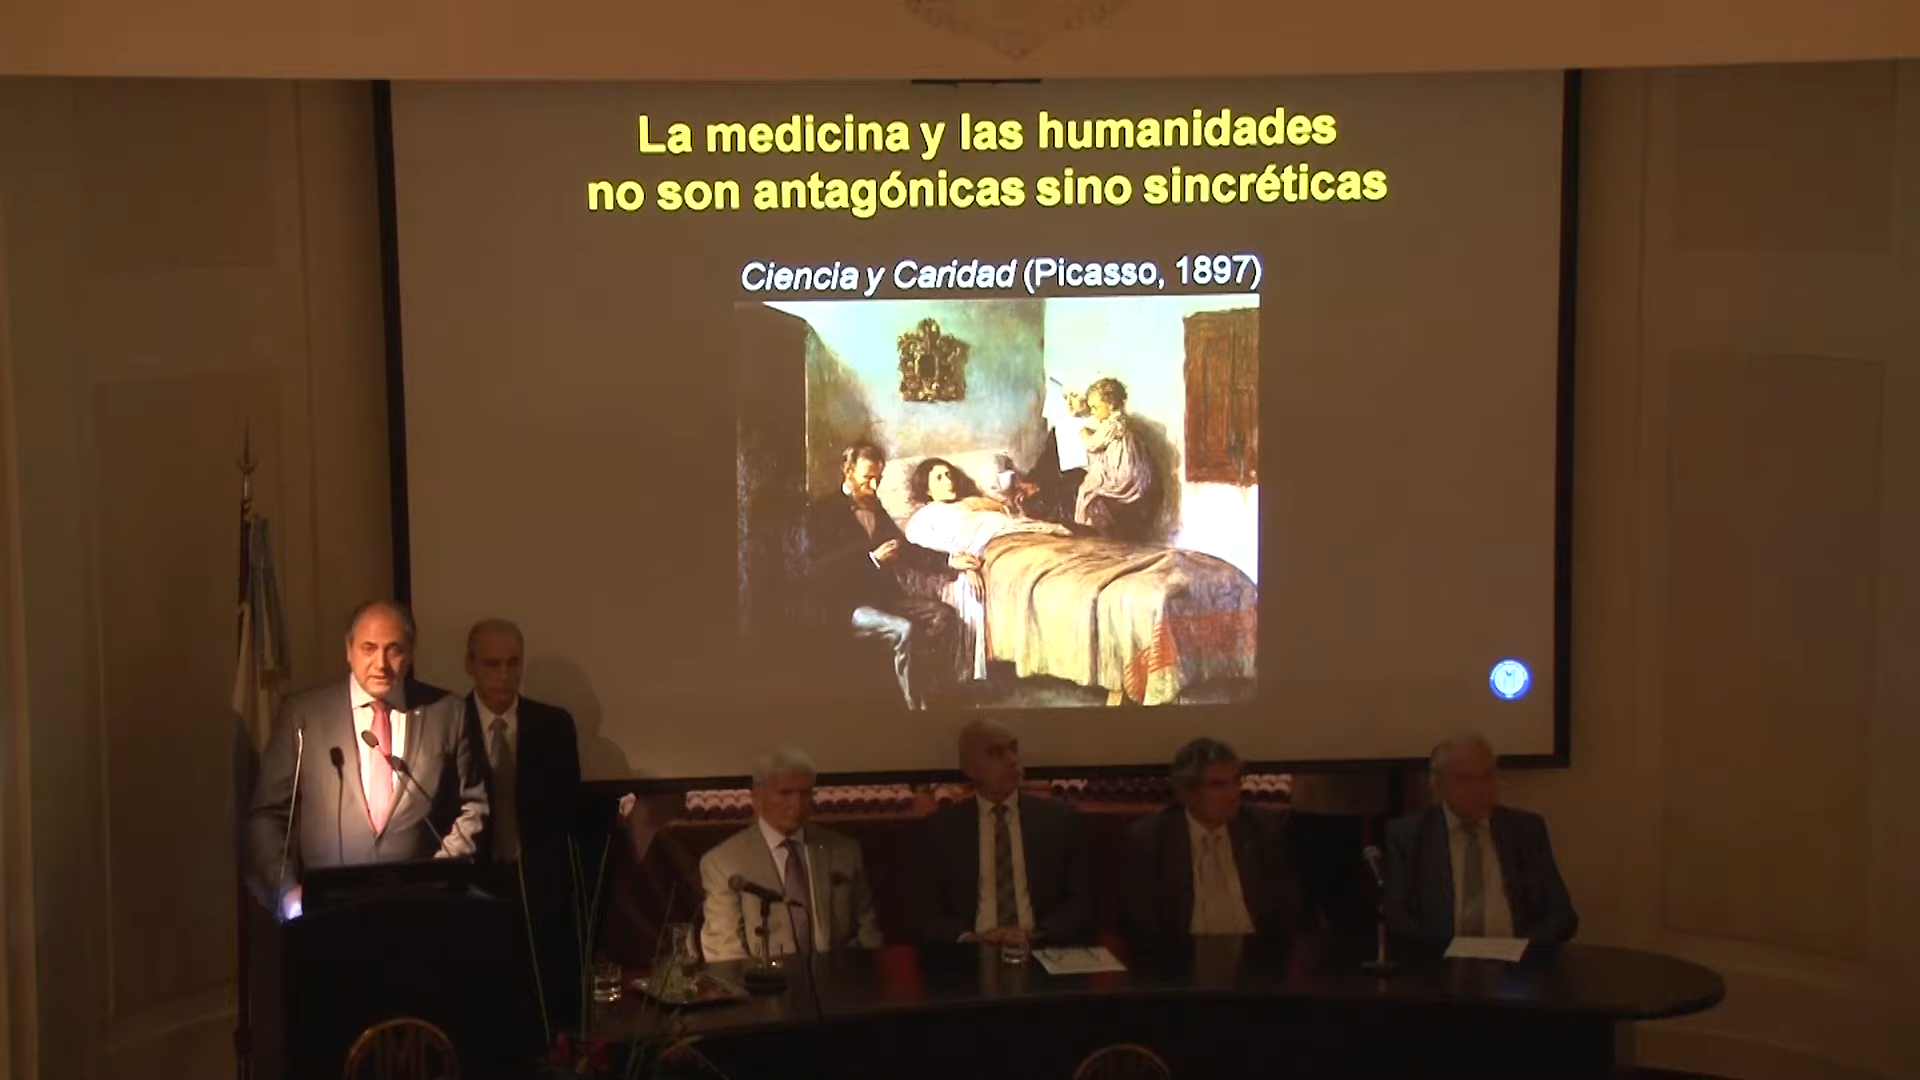 La medicina y las humanidades
no son antagónicas sino sincréticas
Ciencia y Caridad (Picasso, 1897)